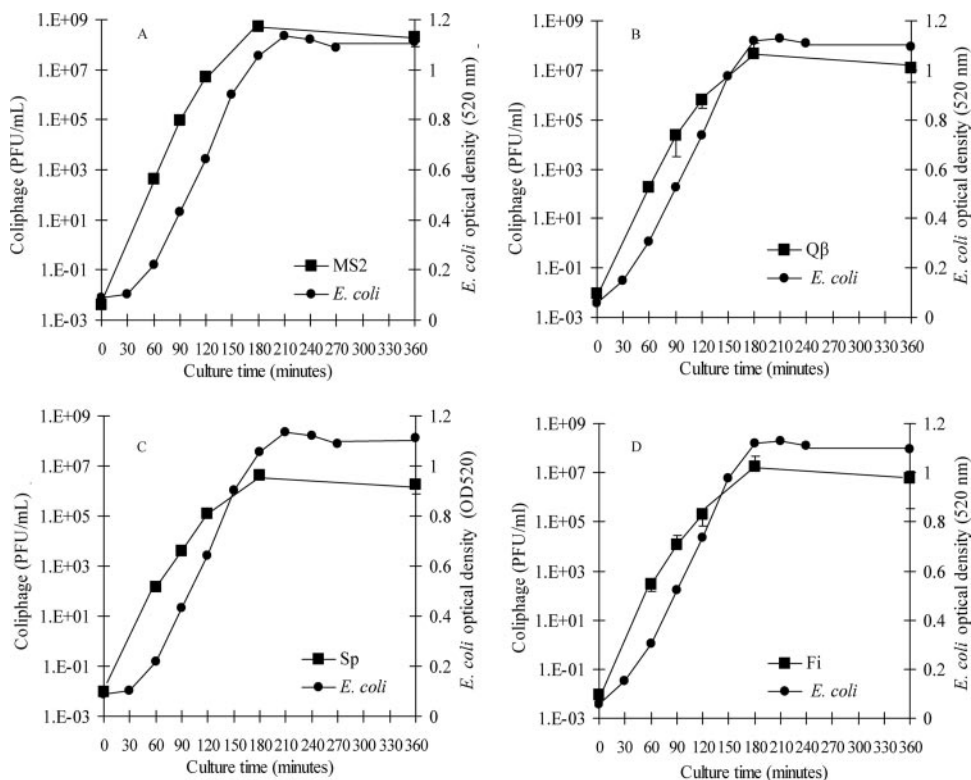 A
Coliphage (PFU/mL)
1.E+09
1.E+07
1.E+05
1.E+03
1.E+01
1.E-01
1.E-03
1.2
1
0.8
0.6
0.4
0.2
0
E. coli optical density (520 nm)
MS2
E. coli
0 30 60 90 120 150 180 210 240 270 300 330 360
Culture time (minutes)
B
Coliphage (PFU/ml)
1.E+09
1.E+07
1.E+05
1.E+03
1.E+01
1.E-01
1.E-03
1.2
1
0.8
0.6
0.4
0.2
0
E. coli optical density (520 nm)
Qβ
E. coli
0 30 60 90 120 150 180 210 240 270 300 330 360
Culture time (minutes)
C
Coliphage (PFU/mL)
1.E+09
1.E+07
1.E+05
1.E+03
1.E+01
1.E-01
1.E-03
1.2
1
0.8
0.6
0.4
0.2
0
E. coli optical density (OD520)
Sp
E. coli
0 30 60 90 120 150 180 210 240 270 300 330 360
Culture time (minutes)
D
Coliphage (PFU/ml)
1.E+09
1.E+07
1.E+05
1.E+03
1.E+01
1.E-01
1.E-03
1.2
1
0.8
0.6
0.4
0.2
0
E. coli optical density (520 nm)
Fi
E. coli
0 30 60 90 120 150 180 210 240 270 300 330 360
Culture time (minutes)